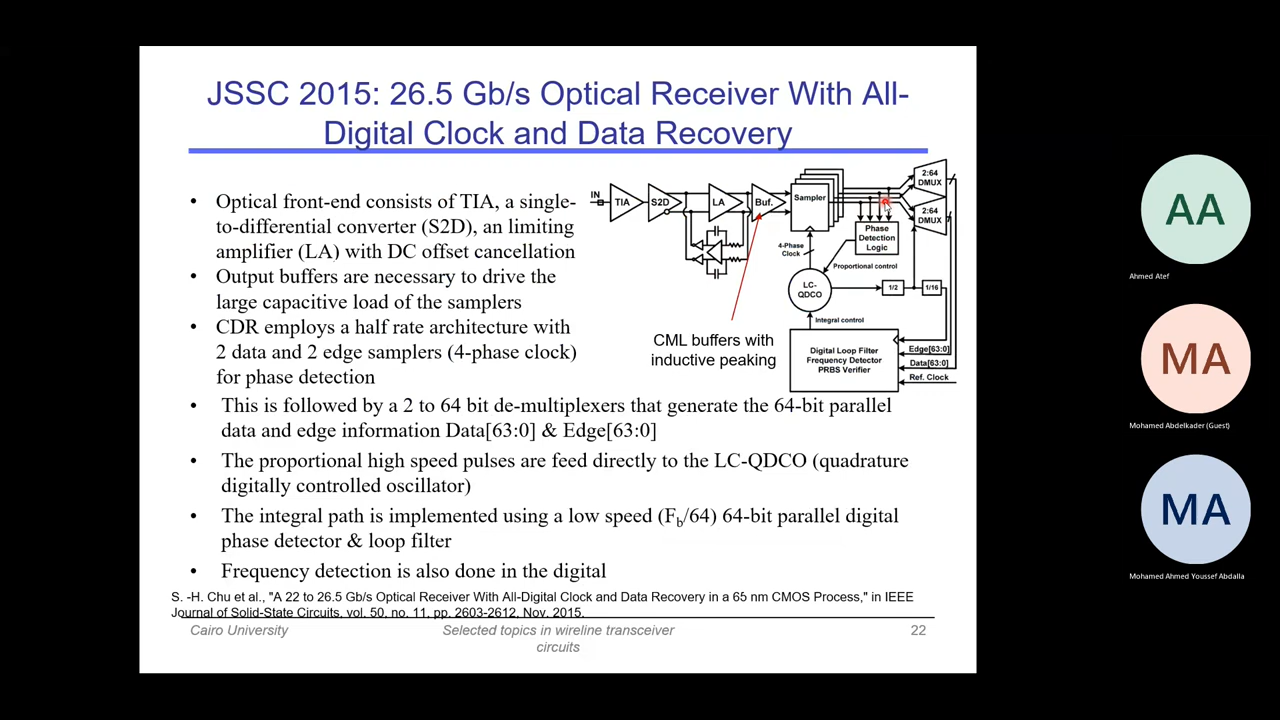 JSSC 2015: 26.5 Gb/s Optical Receiver With All-
Digital Clock and Data Recovery
• Optical front-end consists of TIA, a single-
to-differential converter (S2D), an limiting
amplifier (LA) with DC offset cancellation
• Output buffers are necessary to drive the
large capacitive load of the samplers
• CDR employs a half rate architecture with
2 data and 2 edge samplers (4-phase clock)
for phase detection
IN
TIA
S2D
LA
Buf.
Sampler
2:64
DMUX
2:64
DMUX
Phase
Detection
Logic
4-Phase
Clock
Proportional control
LC-
QDCO
1/2
1/16
Integral control
CML buffers with
inductive peaking
Digital Loop Filter
Frequency Detector
PRBS Verifier
Edge[63:0]
Data[63:0]
Ref. Clock
• This is followed by a 2 to 64 bit de-multiplexers that generate the 64-bit parallel
data and edge information Data[63:0] & Edge[63:0]
• The proportional high speed pulses are feed directly to the LC-QDCO (quadrature
digitally controlled oscillator)
• The integral path is implemented using a low speed (Fb/64) 64-bit parallel digital
phase detector & loop filter
• Frequency detection is also done in the digital
S. -H. Chu et al., "A 22 to 26.5 Gb/s Optical Receiver With All-Digital Clock and Data Recovery in a 65 nm CMOS Process," in IEEE
Journal of Solid-State Circuits, vol. 50, no. 11, pp. 2603-2612, Nov. 2015.
Cairo University
Selected topics in wireline transceiver
circuits
22
AA
Ahmed Atef
MA
Mohamed Abdelkader (Guest)
MA
Mohamed Ahmed Youssef Abdalla